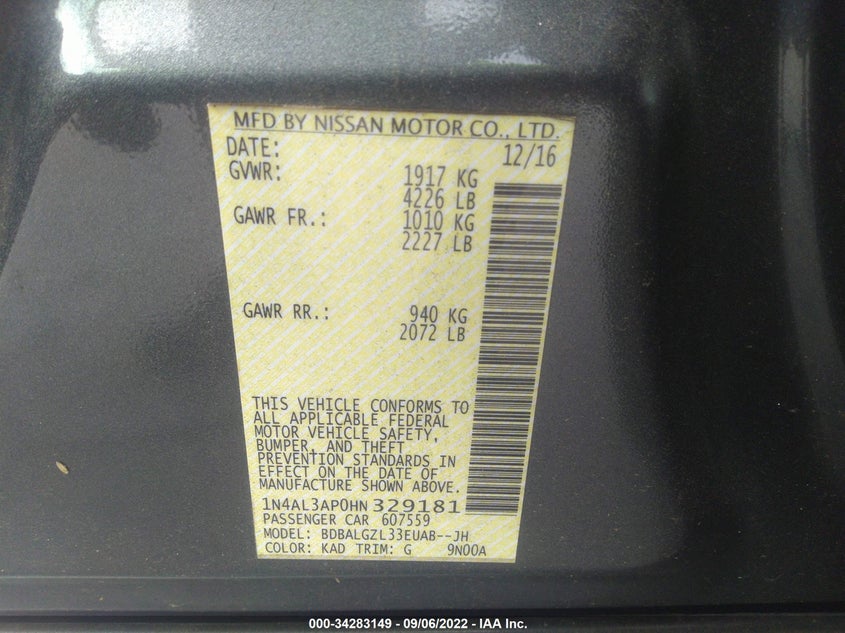 MFD BY NISSAN MOTOR CO., LTD.
DATE: 12/16
GVWR: 1917 KG
4226 LB
GAWR FR.: 1010 KG
2227 LB
GAWR RR.: 940 KG
2072 LB
THIS VEHICLE CONFORMS TO
ALL APPLICABLE FEDERAL
MOTOR VEHICLE SAFETY,
BUMPER, AND THEFT
PREVENTION STANDARDS IN
EFFECT ON THE DATE OF
MANUFACTURE SHOWN ABOVE.
1N4AL3AP0HN 329181
PASSENGER CAR 607559
MODEL: BDBALGZL33EUAB--JH
COLOR: KAD TRIM: G 9N00A
000-34283149 - 09/06/2022 - IAA Inc.